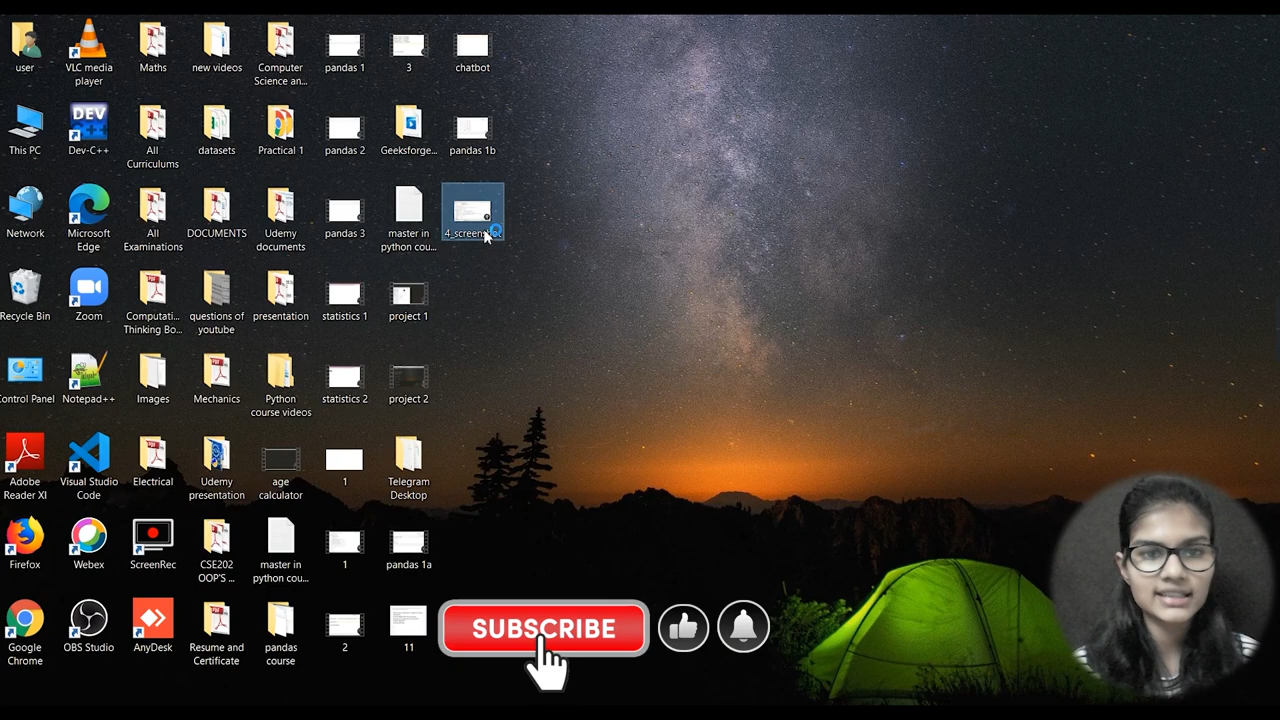 user
VLC media
player
Maths
new videos
Computer
Science an...
pandas 1
3
chatbot
This PC
DEV
C++
Dev-C++
All
Curriculums
datasets
Practical 1
pandas 2
Geeksforge...
pandas 1b
Network
Microsoft
Edge
All
Examinations
DOCUMENTS
Udemy
documents
pandas 3
master in
python cou...
4_screenshot
Recycle Bin
Zoom
Computati...
Thinking Bo...
questions of
youtube
presentation
statistics 1
project 1
Control Panel
Notepad++
Images
Mechanics
Python
course videos
statistics 2
project 2
Adobe
Reader XI
Visual Studio
Code
Electrical
Udemy
presentation
age
calculator
1
Telegram
Desktop
Firefox
Webex
ScreenRec
CSE202
OOP'S ...
master in
python cou...
1
pandas 1a
Google
Chrome
OBS Studio
AnyDesk
Resume and
Certificate
pandas
course
2
11
SUBSCRIBE